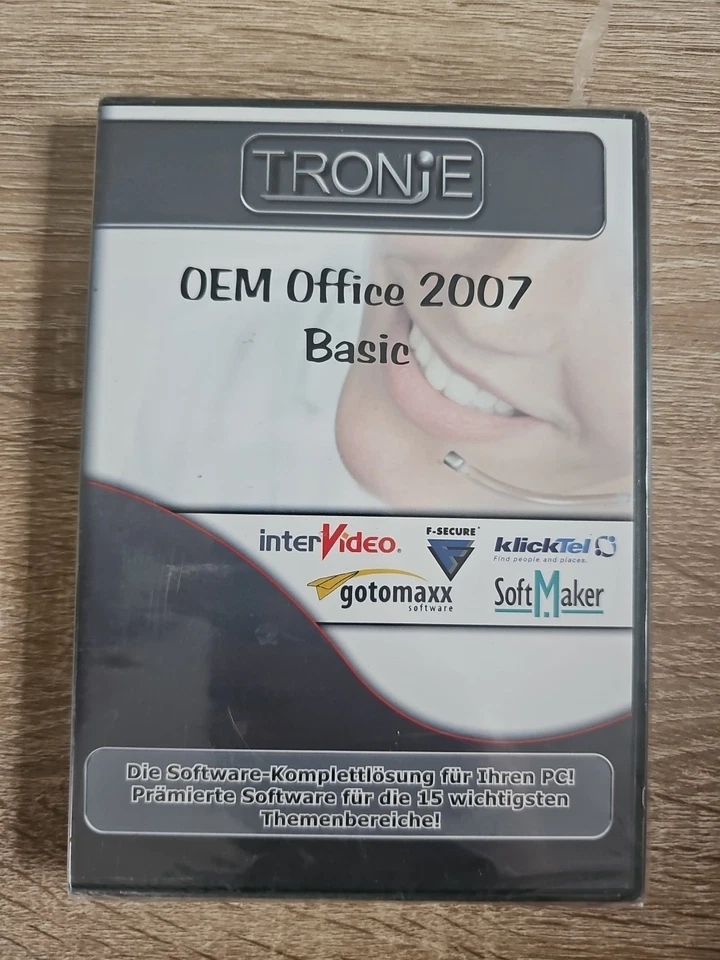 TRONjE
OEM Office 2007
Basic
interVideo®
F-SECURE®
klickTel
Find people and places.
gotomaxx
software
SoftMaker
Die Software-Komplettlösung für Ihren PC!
Prämierte Software für die 15 wichtigsten
Themenbereiche!